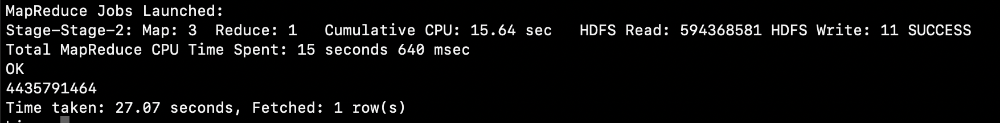 MapReduce Jobs Launched:
Stage-Stage-2: Map: 3  Reduce: 1   Cumulative CPU: 15.64 sec   HDFS Read: 594368581 HDFS Write: 11 SUCCESS
Total MapReduce CPU Time Spent: 15 seconds 640 msec
OK
4435791464
Time taken: 27.07 seconds, Fetched: 1 row(s)